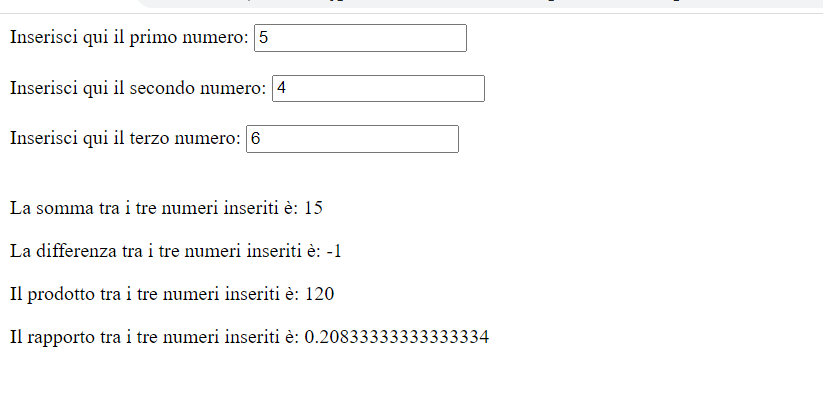 Inserisci qui il primo numero: 5
Inserisci qui il secondo numero: 4
Inserisci qui il terzo numero: 6
La somma tra i tre numeri inseriti è: 15
La differenza tra i tre numeri inseriti è: -1
Il prodotto tra i tre numeri inseriti è: 120
Il rapporto tra i tre numeri inseriti è: 0.20833333333333334